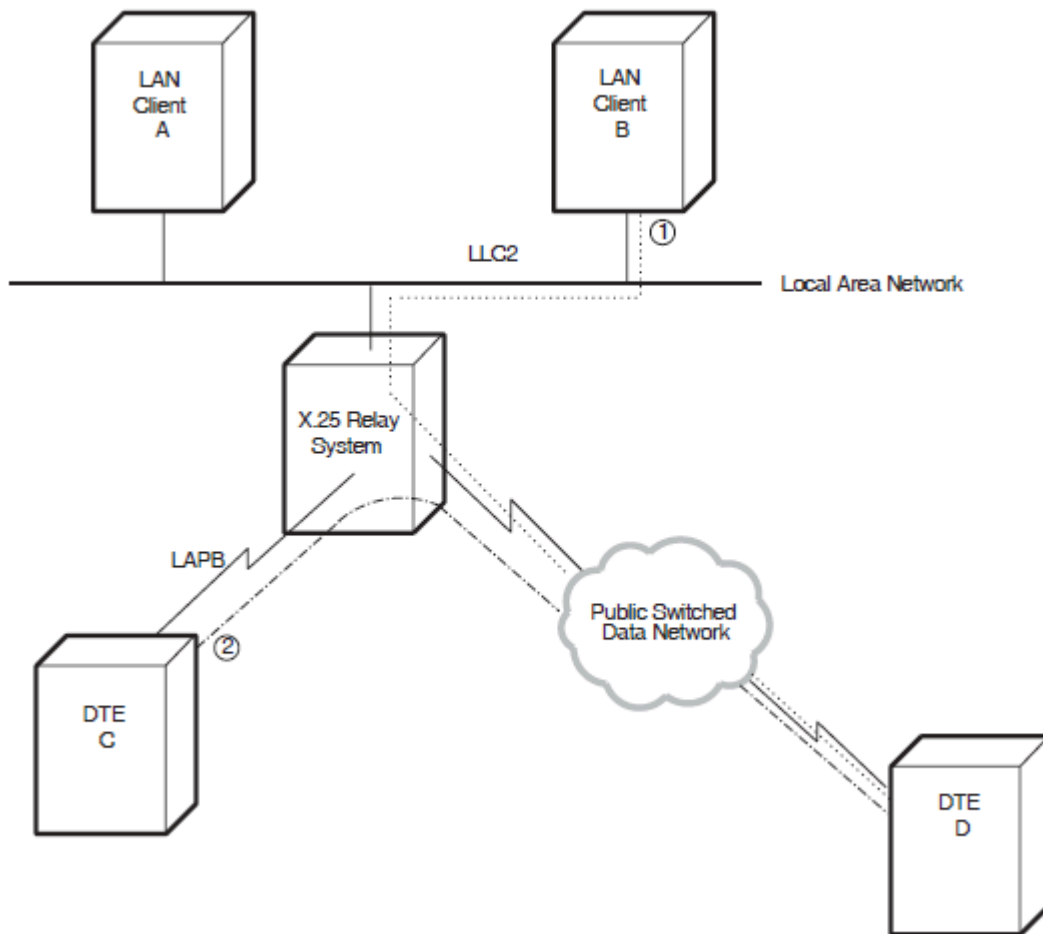 LAN
Client
A
LAN
Client
B
①
LLC2
Local Area Network
X.25 Relay
System
LAPB
Public Switched
Data Network
②
DTE
C
DTE
D